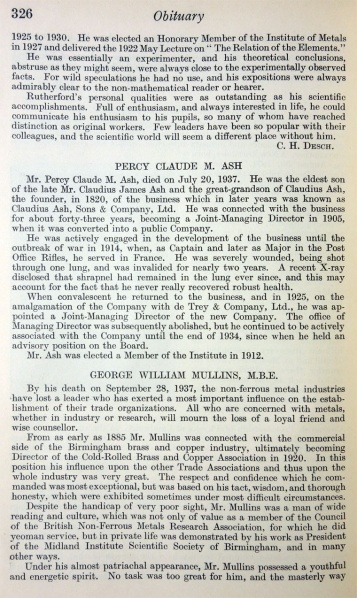 326
Obituary
1925 to 1930. He was elected an Honorary Member of the Institute of Metals
in 1927 and delivered the 1922 May Lecture on " The Relation of the Elements."
He was essentially an experimenter, and his theoretical conclusions,
abstruse as they might seem, were always close to the experimentally observed
facts. For wild speculations he had no use, and his expositions were always
admirably clear to the non-mathematical reader or hearer.
Rutherford's personal qualities were as outstanding as his scientific
accomplishments. Full of enthusiasm, and always interested in life, he could
communicate his enthusiasm to his pupils, so many of whom have reached
distinction as original workers. Few leaders have been so popular with their
colleagues, and the scientific world will seem a different place without him.
C. H. DESCH.
PERCY CLAUDE M. ASH
Mr. Percy Claude M. Ash, died on July 20, 1937. He was the eldest son
of the late Mr. Claudius James Ash and the great-grandson of Claudius Ash,
the founder, in 1820, of the business which in later years was known as
Claudius Ash, Sons & Company, Ltd. He was connected with the business
for about forty-three years, becoming a Joint-Managing Director in 1905,
when it was converted into a public Company.
He was actively engaged in the development of the business until the
outbreak of war in 1914, when, as Captain and later as Major in the Post
Office Rifles, he served in France. He was severely wounded, being shot
through one lung, and was invalided for nearly two years. A recent X-ray
disclosed that shrapnel had remained in the lung ever since, and this may
account for the fact that he never really recovered robust health.
When convalescent he returned to the business, and in 1925, on the
amalgamation of the Company with de Trey & Company, Ltd., he was ap-
pointed a Joint-Managing Director of the new Company. The office of
Managing Director was subsequently abolished, but he continued to be actively
associated with the Company until the end of 1934, since when he held an
advisory position on the Board.
Mr. Ash was elected a Member of the Institute in 1912.
GEORGE WILLIAM MULLINS, M.B.E.
By his death on September 28, 1937, the non-ferrous metal industries
have lost a leader who has exerted a most important influence on the estab-
lishment of their trade organizations. All who are concerned with metals,
whether in industry or research, will mourn the loss of a loyal friend and
wise counsellor.
From as early as 1885 Mr. Mullins was connected with the commercial
side of the Birmingham brass and copper industry, ultimately becoming
Director of the Cold-Rolled Brass and Copper Association in 1920. In this
position his influence upon the other Trade Associations and thus upon the
whole industry was very great. The respect and confidence which he com-
manded was most exceptional, but was based on his tact, wisdom, and thorough
honesty, which were exhibited sometimes under most difficult circumstances.
Despite the handicap of very poor sight, Mr. Mullins was a man of wide
reading and culture, which was not only of value as a member of the Council
of the British Non-Ferrous Metals Research Association, for which he did
yeoman service, but in private life was demonstrated by his work as President
of the Midland Institute Scientific Society of Birmingham, and in many
other ways.
Under his almost patriachal appearance, Mr. Mullins possessed a youthful
and energetic spirit. No task was too great for him, and the masterly way